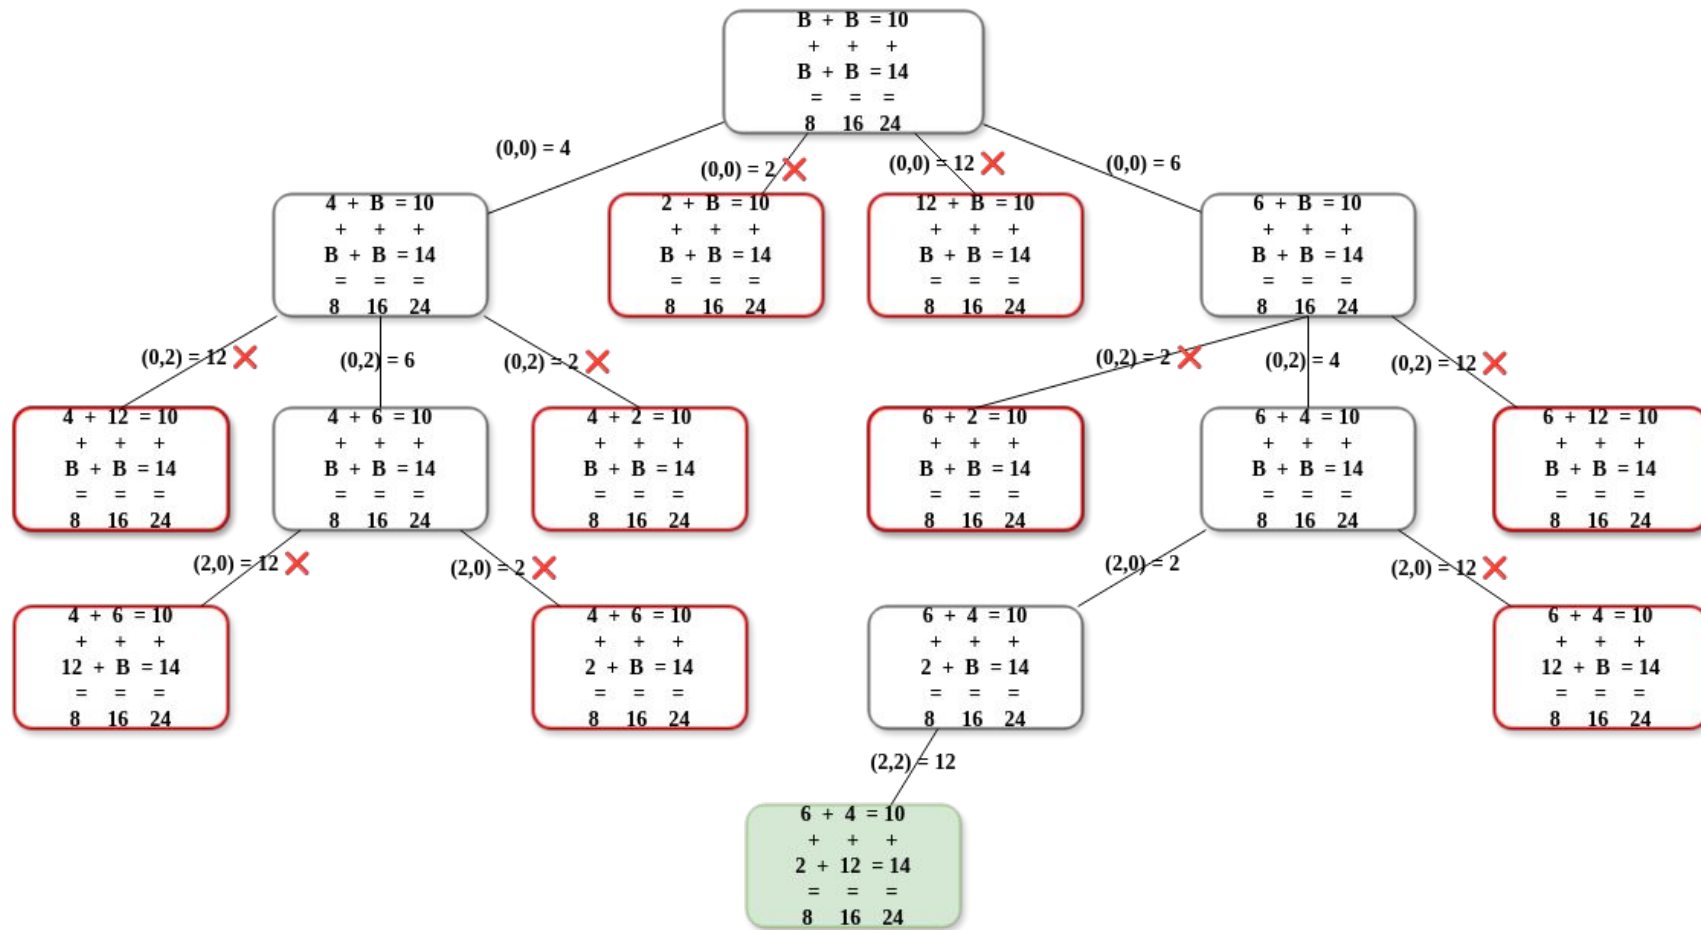 B + B = 10
+ + +
B + B = 14
= = =
8 16 24
(0,0) = 4
(0,0) = 2
(0,0) = 12
(0,0) = 6
4 + B = 10
+ + +
B + B = 14
= = =
8 16 24
2 + B = 10
+ + +
B + B = 14
= = =
8 16 24
12 + B = 10
+ + +
B + B = 14
= = =
8 16 24
6 + B = 10
+ + +
B + B = 14
= = =
8 16 24
(0,2) = 12
(0,2) = 6
(0,2) = 2
(0,2) = 2
(0,2) = 4
(0,2) = 12
4 + 12 = 10
+ + +
B + B = 14
= = =
8 16 24
4 + 6 = 10
+ + +
B + B = 14
= = =
8 16 24
4 + 2 = 10
+ + +
B + B = 14
= = =
8 16 24
6 + 2 = 10
+ + +
B + B = 14
= = =
8 16 24
6 + 4 = 10
+ + +
B + B = 14
= = =
8 16 24
6 + 12 = 10
+ + +
B + B = 14
= = =
8 16 24
(2,0) = 12
(2,0) = 2
(2,0) = 2
(2,0) = 12
4 + 6 = 10
+ + +
12 + B = 14
= = =
8 16 24
4 + 6 = 10
+ + +
2 + B = 14
= = =
8 16 24
6 + 4 = 10
+ + +
2 + B = 14
= = =
8 16 24
6 + 4 = 10
+ + +
12 + B = 14
= = =
8 16 24
(2,2) = 12
6 + 4 = 10
+ + +
2 + 12 = 14
= = =
8 16 24